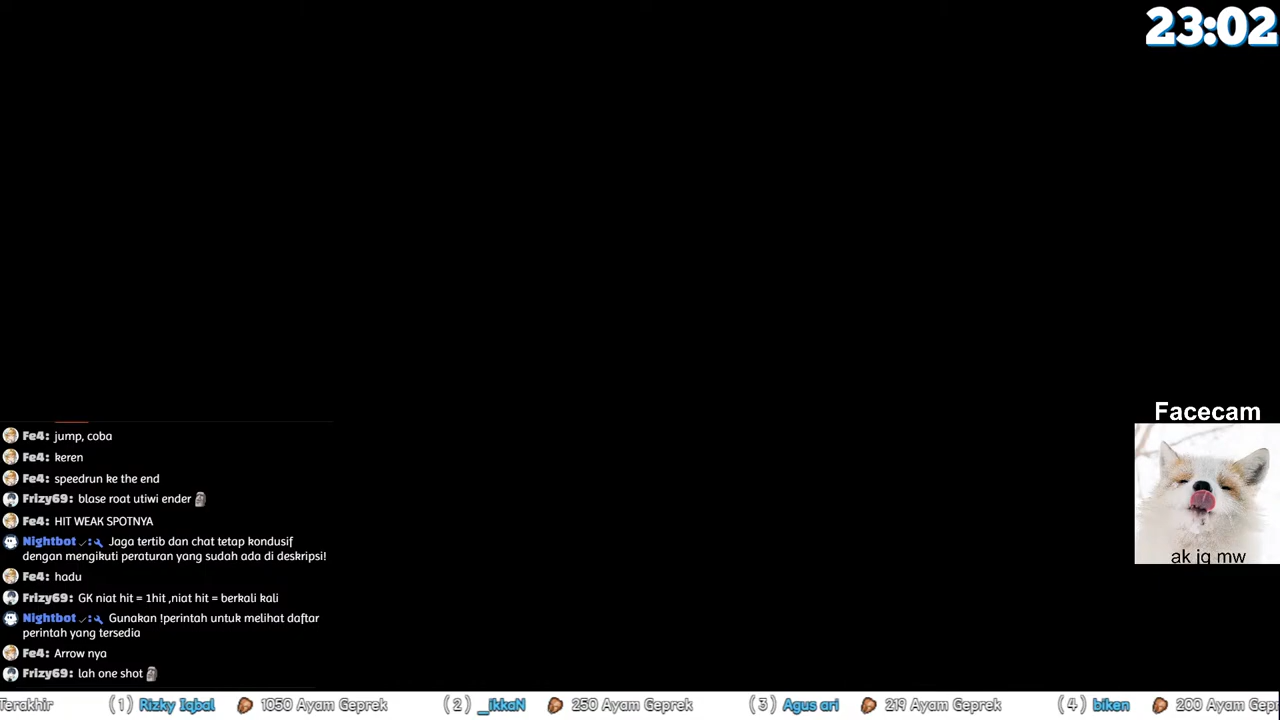 23:02
Facecam
ak jg mw
Fe4: jump, coba
Fe4: keren
Fe4: speedrun ke the end
Frizy69: blase roat utiwi ender
Fe4: HIT WEAK SPOTNYA
Nightbot : Jaga tertib dan chat tetap kondusif
dengan mengikuti peraturan yang sudah ada di deskripsi!
Fe4: hadu
Frizy69: GK niat hit = 1hit ,niat hit = berkali kali
Nightbot : Gunakan !perintah untuk melihat daftar
perintah yang tersedia
Fe4: Arrow nya
Frizy69: lah one shot
Terakhir (1) Rizky Iqbal 1050 Ayam Geprek (2) _ikkaN 250 Ayam Geprek (3) Agus ari 219 Ayam Geprek (4) biken 200 Ayam Gep